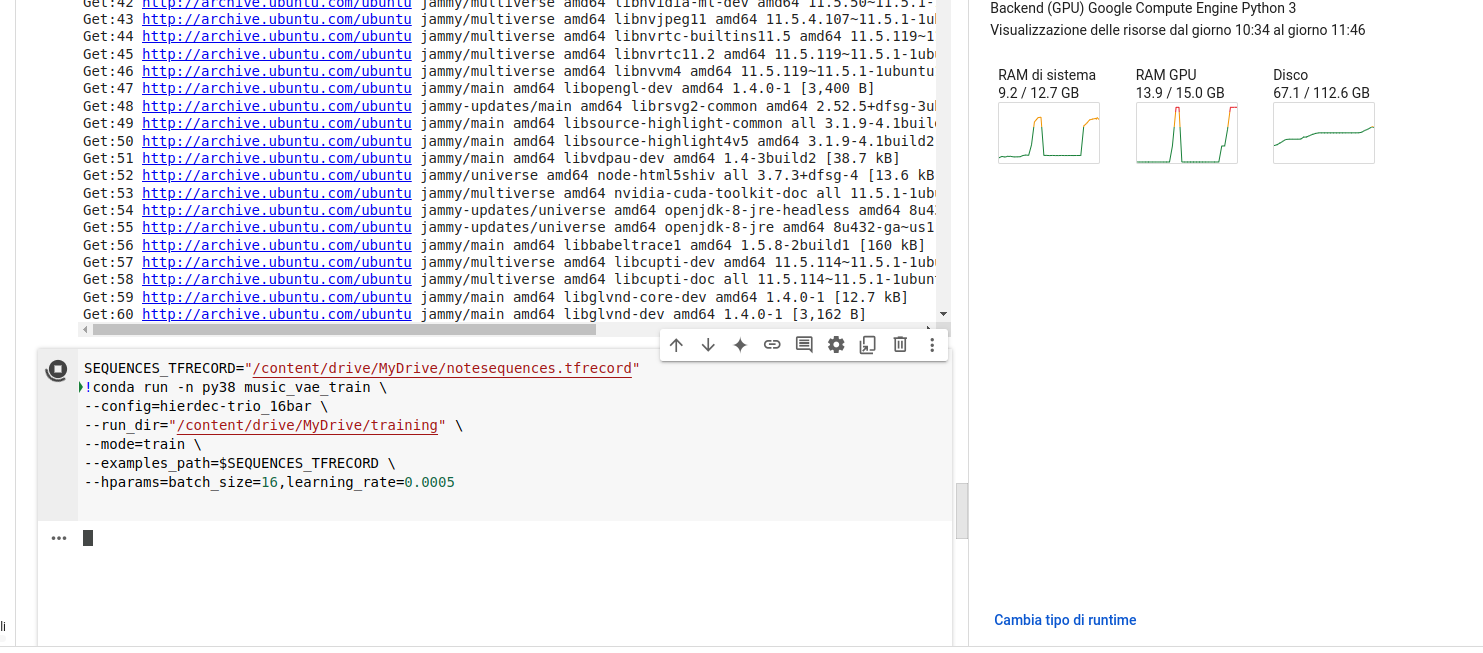 Get:42 http://archive.ubuntu.com/ubuntu jammy/multiverse amd64 libnvidia-ml-dev amd64 11.5.50~11.5.1-
Get:43 http://archive.ubuntu.com/ubuntu jammy/multiverse amd64 libnvjpeg11 amd64 11.5.4.107~11.5.1-1ub
Get:44 http://archive.ubuntu.com/ubuntu jammy/multiverse amd64 libnvrtc-builtins11.5 amd64 11.5.119~1
Get:45 http://archive.ubuntu.com/ubuntu jammy/multiverse amd64 libnvrtc11.2 amd64 11.5.119~11.5.1-1ub
Get:46 http://archive.ubuntu.com/ubuntu jammy/multiverse amd64 libnvvm4 amd64 11.5.119~11.5.1-1ubuntu
Get:47 http://archive.ubuntu.com/ubuntu jammy/main amd64 libopengl-dev amd64 1.4.0-1 [3,400 B]
Get:48 http://archive.ubuntu.com/ubuntu jammy-updates/main amd64 librsvg2-common amd64 2.52.5+dfsg-3u
Get:49 http://archive.ubuntu.com/ubuntu jammy/main amd64 libsource-highlight-common all 3.1.9-4.1buil
Get:50 http://archive.ubuntu.com/ubuntu jammy/main amd64 libsource-highlight4v5 amd64 3.1.9-4.1build2
Get:51 http://archive.ubuntu.com/ubuntu jammy/main amd64 libvdpau-dev amd64 1.4-3build2 [38.7 kB]
Get:52 http://archive.ubuntu.com/ubuntu jammy/universe amd64 node-html5shiv all 3.7.3+dfsg-4 [13.6 kB
Get:53 http://archive.ubuntu.com/ubuntu jammy/multiverse amd64 nvidia-cuda-toolkit-doc all 11.5.1-1ub
Get:54 http://archive.ubuntu.com/ubuntu jammy-updates/universe amd64 openjdk-8-jre-headless amd64 8u4
Get:55 http://archive.ubuntu.com/ubuntu jammy-updates/universe amd64 openjdk-8-jre amd64 8u432-ga~us1
Get:56 http://archive.ubuntu.com/ubuntu jammy/main amd64 libbabeltrace1 amd64 1.5.8-2build1 [160 kB]
Get:57 http://archive.ubuntu.com/ubuntu jammy/multiverse amd64 libcupti-dev amd64 11.5.114~11.5.1-1ub
Get:58 http://archive.ubuntu.com/ubuntu jammy/multiverse amd64 libcupti-doc all 11.5.114~11.5.1-1ubun
Get:59 http://archive.ubuntu.com/ubuntu jammy/main amd64 libglvnd-core-dev amd64 1.4.0-1 [12.7 kB]
Get:60 http://archive.ubuntu.com/ubuntu jammy/main amd64 libglvnd-dev amd64 1.4.0-1 [3,162 B]
SEQUENCES_TFRECORD="/content/drive/MyDrive/notesequences.tfrecord"
!conda run -n py38 music_vae_train \
--config=hierdec-trio_16bar \
--run_dir="/content/drive/MyDrive/training" \
--mode=train \
--examples_path=$SEQUENCES_TFRECORD \
--hparams=batch_size=16,learning_rate=0.0005
li
Backend (GPU) Google Compute Engine Python 3
Visualizzazione delle risorse dal giorno 10:34 al giorno 11:46
RAM di sistema
9.2 / 12.7 GB
RAM GPU
13.9 / 15.0 GB
Disco
67.1 / 112.6 GB
Cambia tipo di runtime